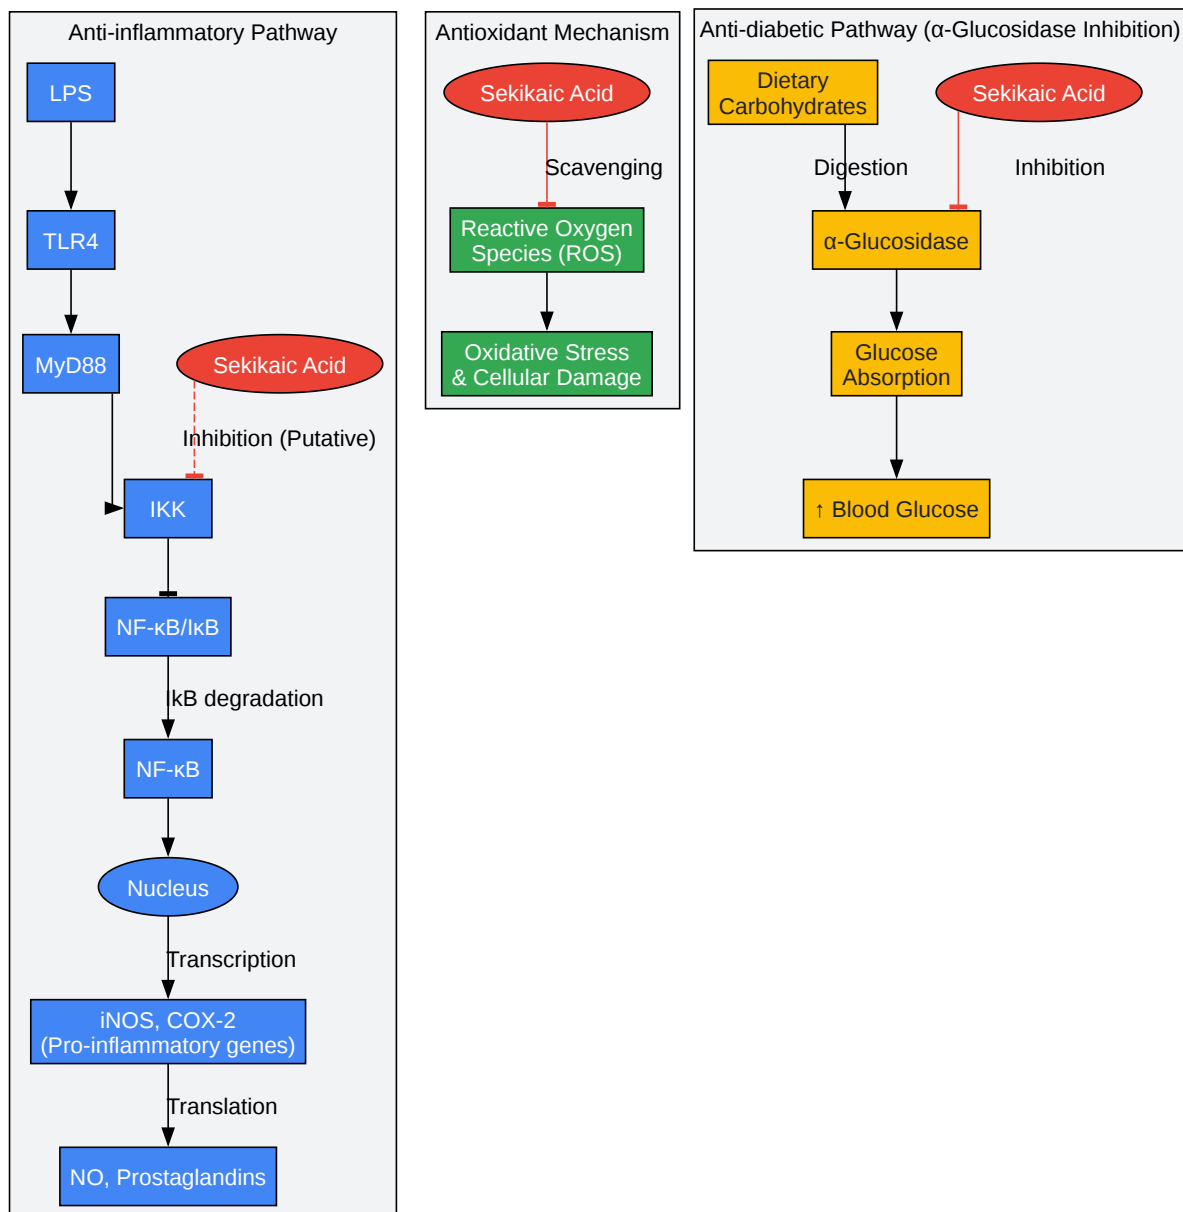 Anti-inflammatory Pathway
LPS
TLR4
MyD88
Sekikaic Acid
Inhibition (Putative)
IKK
NF-κB/IκB
IkB degradation
NF-κB
Nucleus
Transcription
iNOS, COX-2
(Pro-inflammatory genes)
Translation
NO, Prostaglandins
Antioxidant Mechanism
Sekikaic Acid
Scavenging
Reactive Oxygen
Species (ROS)
Oxidative Stress
& Cellular Damage
Anti-diabetic Pathway (α-Glucosidase Inhibition)
Dietary
Carbohydrates
Sekikaic Acid
Digestion
Inhibition
α-Glucosidase
Glucose
Absorption
↑ Blood Glucose